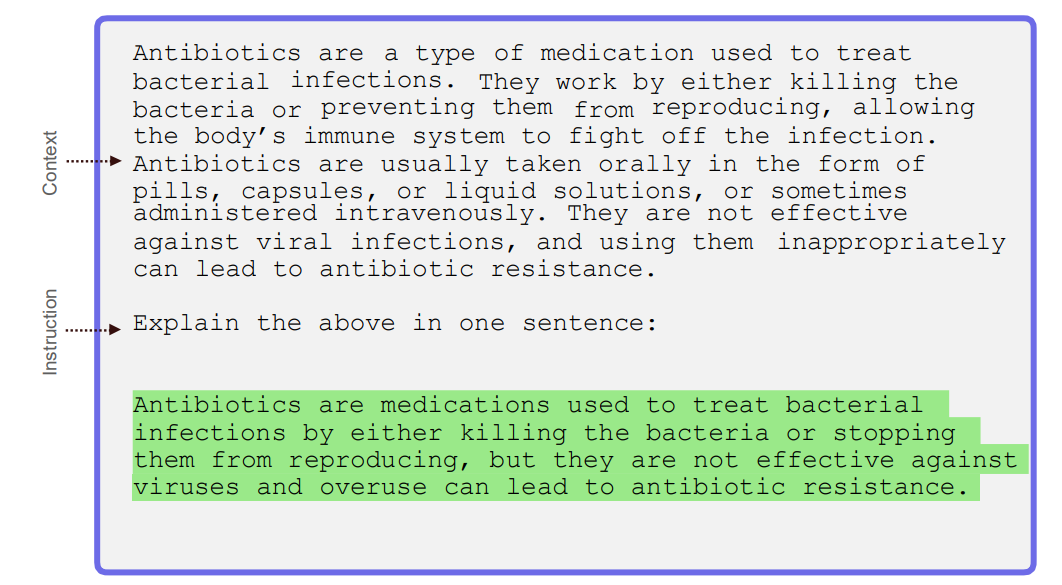 Antibiotics are a type of medication used to treat
bacterial infections. They work by either killing the
bacteria or preventing them from reproducing, allowing
the body’s immune system to fight off the infection.
Context
Antibiotics are usually taken orally in the form of
pills, capsules, or liquid solutions, or sometimes
administered intravenously. They are not effective
against viral infections, and using them inappropriately
can lead to antibiotic resistance.
Instruction
Explain the above in one sentence:
Antibiotics are medications used to treat bacterial
infections by either killing the bacteria or stopping
them from reproducing, but they are not effective against
viruses and overuse can lead to antibiotic resistance.